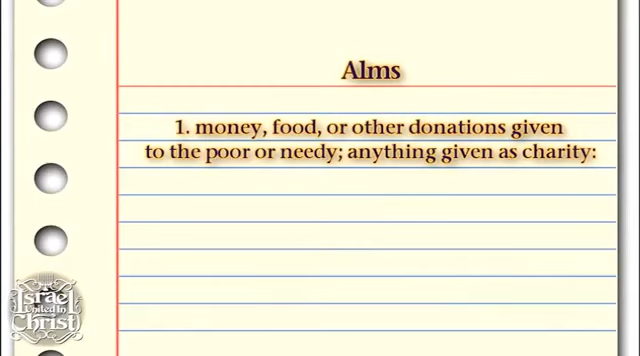 Alms
1. money, food, or other donations given
to the poor or needy; anything given as charity:
Israel
United In
Christ